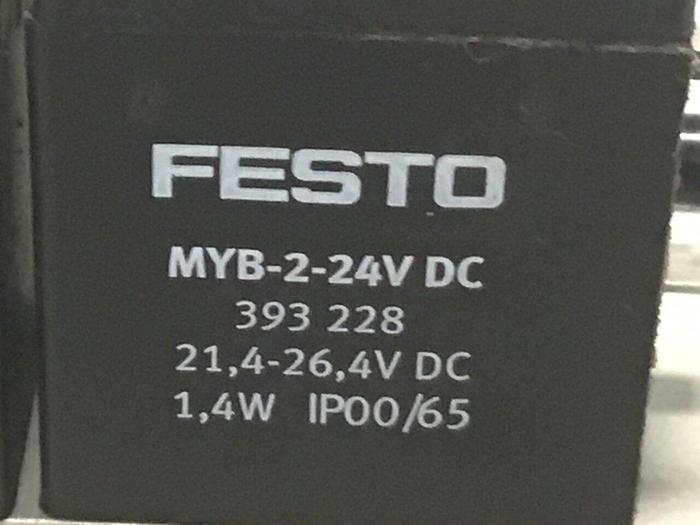 FESTO
MYB-2-24V DC
393 228
21,4-26,4V DC
1,4W IP00/65